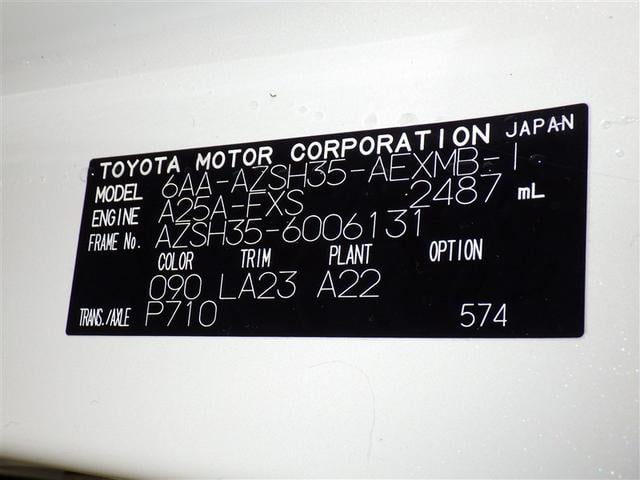 TOYOTA MOTOR CORPORATION JAPAN
MODEL 6AA-AZSH35-AEXMB-I
ENGINE A25A-FXS 2487 mL
FRAME No. AZSH35-6006131
COLOR TRIM PLANT OPTION
090 LA23 A22
TRANS./AXLE P710 574